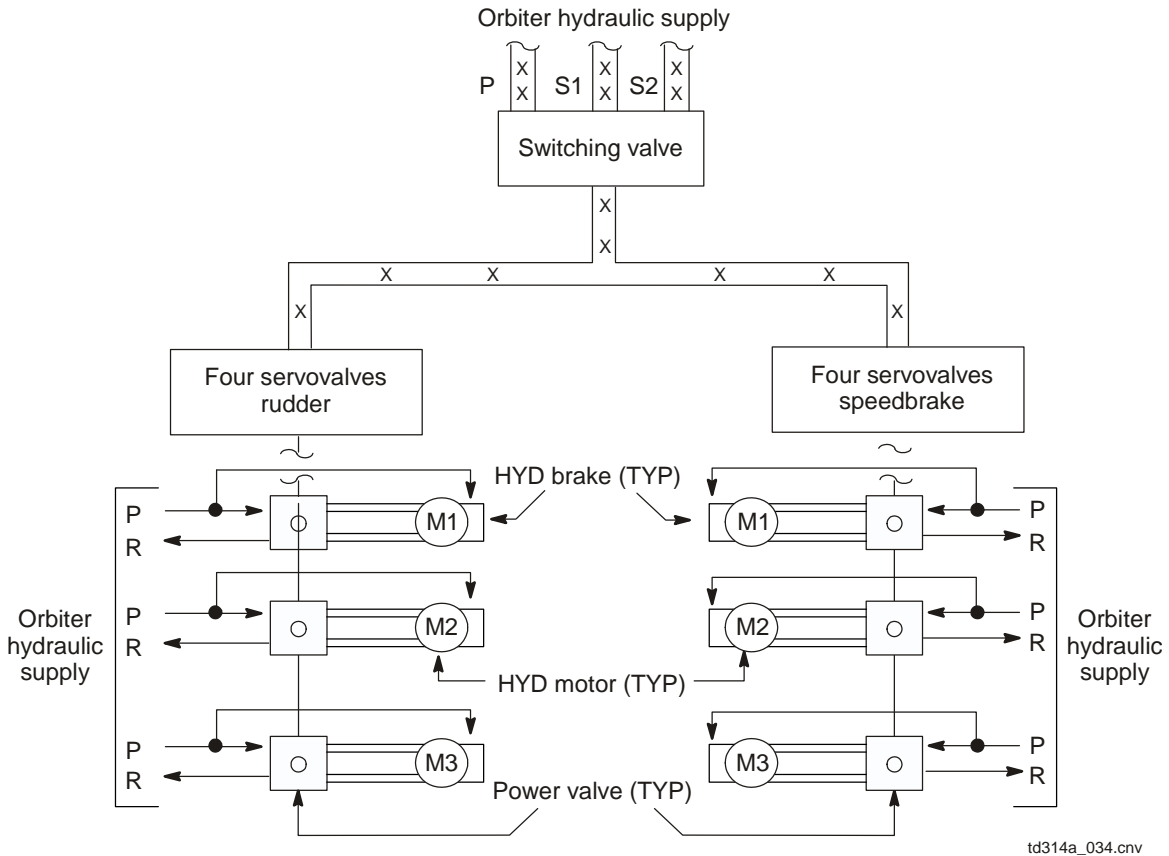 Orbiter hydraulic supply
P
S1
S2
X X X
X X X
Switching valve
X
X
X X X X
X X
Four servovalves
rudder
Four servovalves
speedbrake
HYD brake (TYP)
P
R
M1
M1
P
R
Orbiter
hydraulic
supply
P
R
M2
M2
P
R
Orbiter
hydraulic
supply
HYD motor (TYP)
P
R
M3
M3
P
R
Power valve (TYP)
td314a_034.cnv